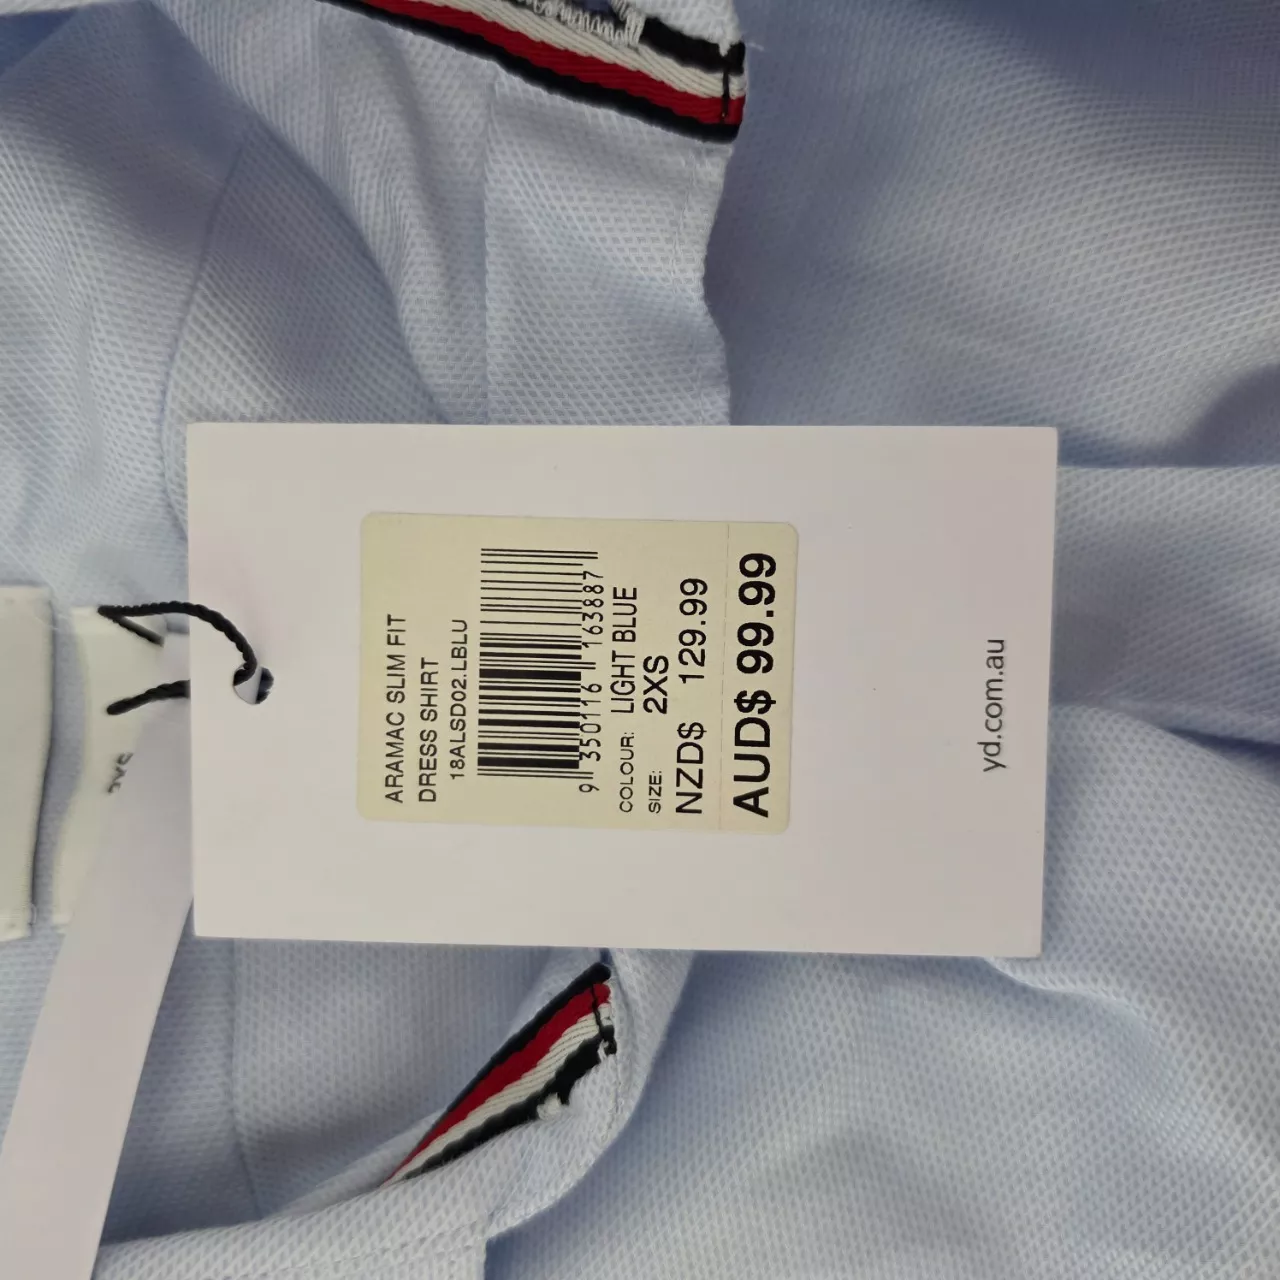 ARAMAC SLIM FIT
DRESS SHIRT
18ALSD02.LBLU
9 350116 163887
COLOUR: LIGHT BLUE
SIZE: 2XS
NZD$ 129.99
AUD$ 99.99
yd.com.au
2XS